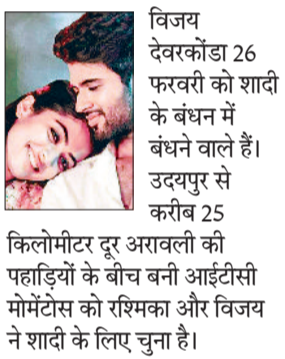 विजय
देवरकोंडा 26
फरवरी को शादी
के बंधन में
बंधने वाले हैं।
उदयपुर से
करीब 25
किलोमीटर दूर अरावली की
पहाड़ियों के बीच बनी आईटीसी
मोमेंटोस को रश्मिका और विजय
ने शादी के लिए चुना है।